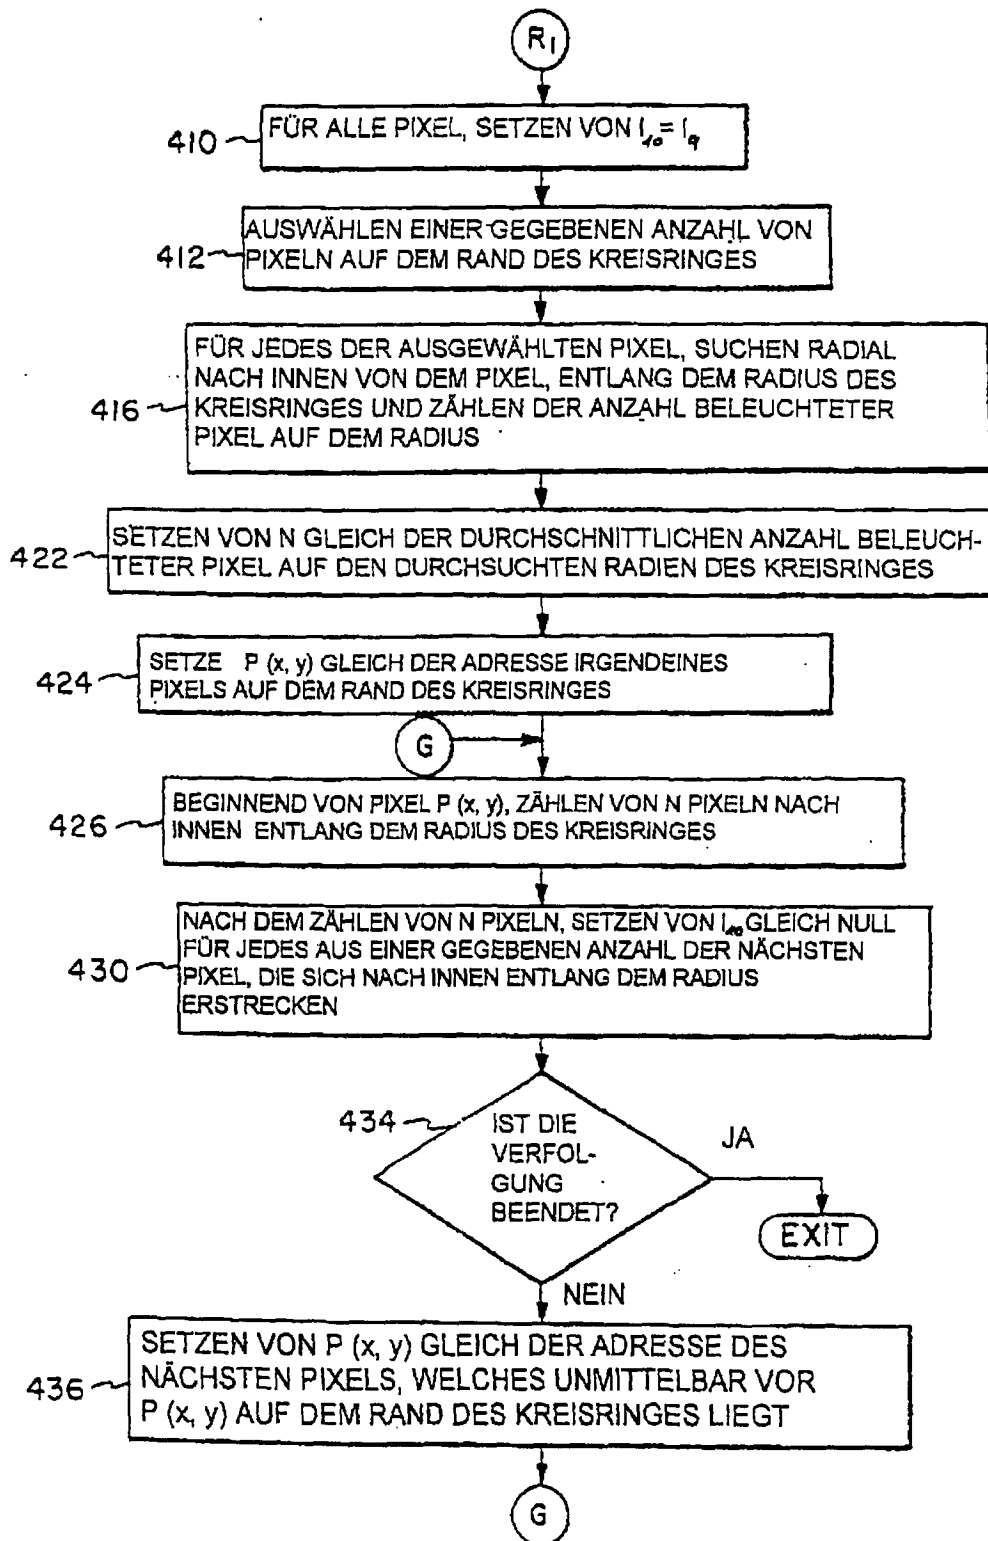 R1
410
FÜR ALLE PIXEL, SETZEN VON I10= I9
AUSWÄHLEN EINER GEGEBENEN ANZAHL VON
412
PIXELN AUF DEM RAND DES KREISRINGES
FÜR JEDES DER AUSGEWÄHLTEN PIXEL, SUCHEN RADIAL
NACH INNEN VON DEM PIXEL, ENTLANG DEM RADIUS DES
416
KREISRINGES UND ZÄHLEN DER ANZAHL BELEUCHTETER
PIXEL AUF DEM RADIUS
SETZEN VON N GLEICH DER DURCHSCHNITTLICHEN ANZAHL BELEUCH-
422
TETER PIXEL AUF DEN DURCHSUCHTEN RADIEN DES KREISRINGES
SETZE P (x, y) GLEICH DER ADRESSE IRGENDEINES
424
PIXELS AUF DEM RAND DES KREISRINGES
G
BEGINNEND VON PIXEL P (x, y), ZÄHLEN VON N PIXELN NACH
426
INNEN ENTLANG DEM RADIUS DES KREISRINGES
NACH DEM ZÄHLEN VON N PIXELN, SETZEN VON I10 GLEICH NULL
FÜR JEDES AUS EINER GEGEBENEN ANZAHL DER NÄCHSTEN
430
PIXEL, DIE SICH NACH INNEN ENTLANG DEM RADIUS
ERSTRECKEN
434
IST DIE
VERFOL-
GUNG
BEENDET?
JA
EXIT
NEIN
SETZEN VON P (x, y) GLEICH DER ADRESSE DES
436
NÄCHSTEN PIXELS, WELCHES UNMITTELBAR VOR
P (x, y) AUF DEM RAND DES KREISRINGES LIEGT
G